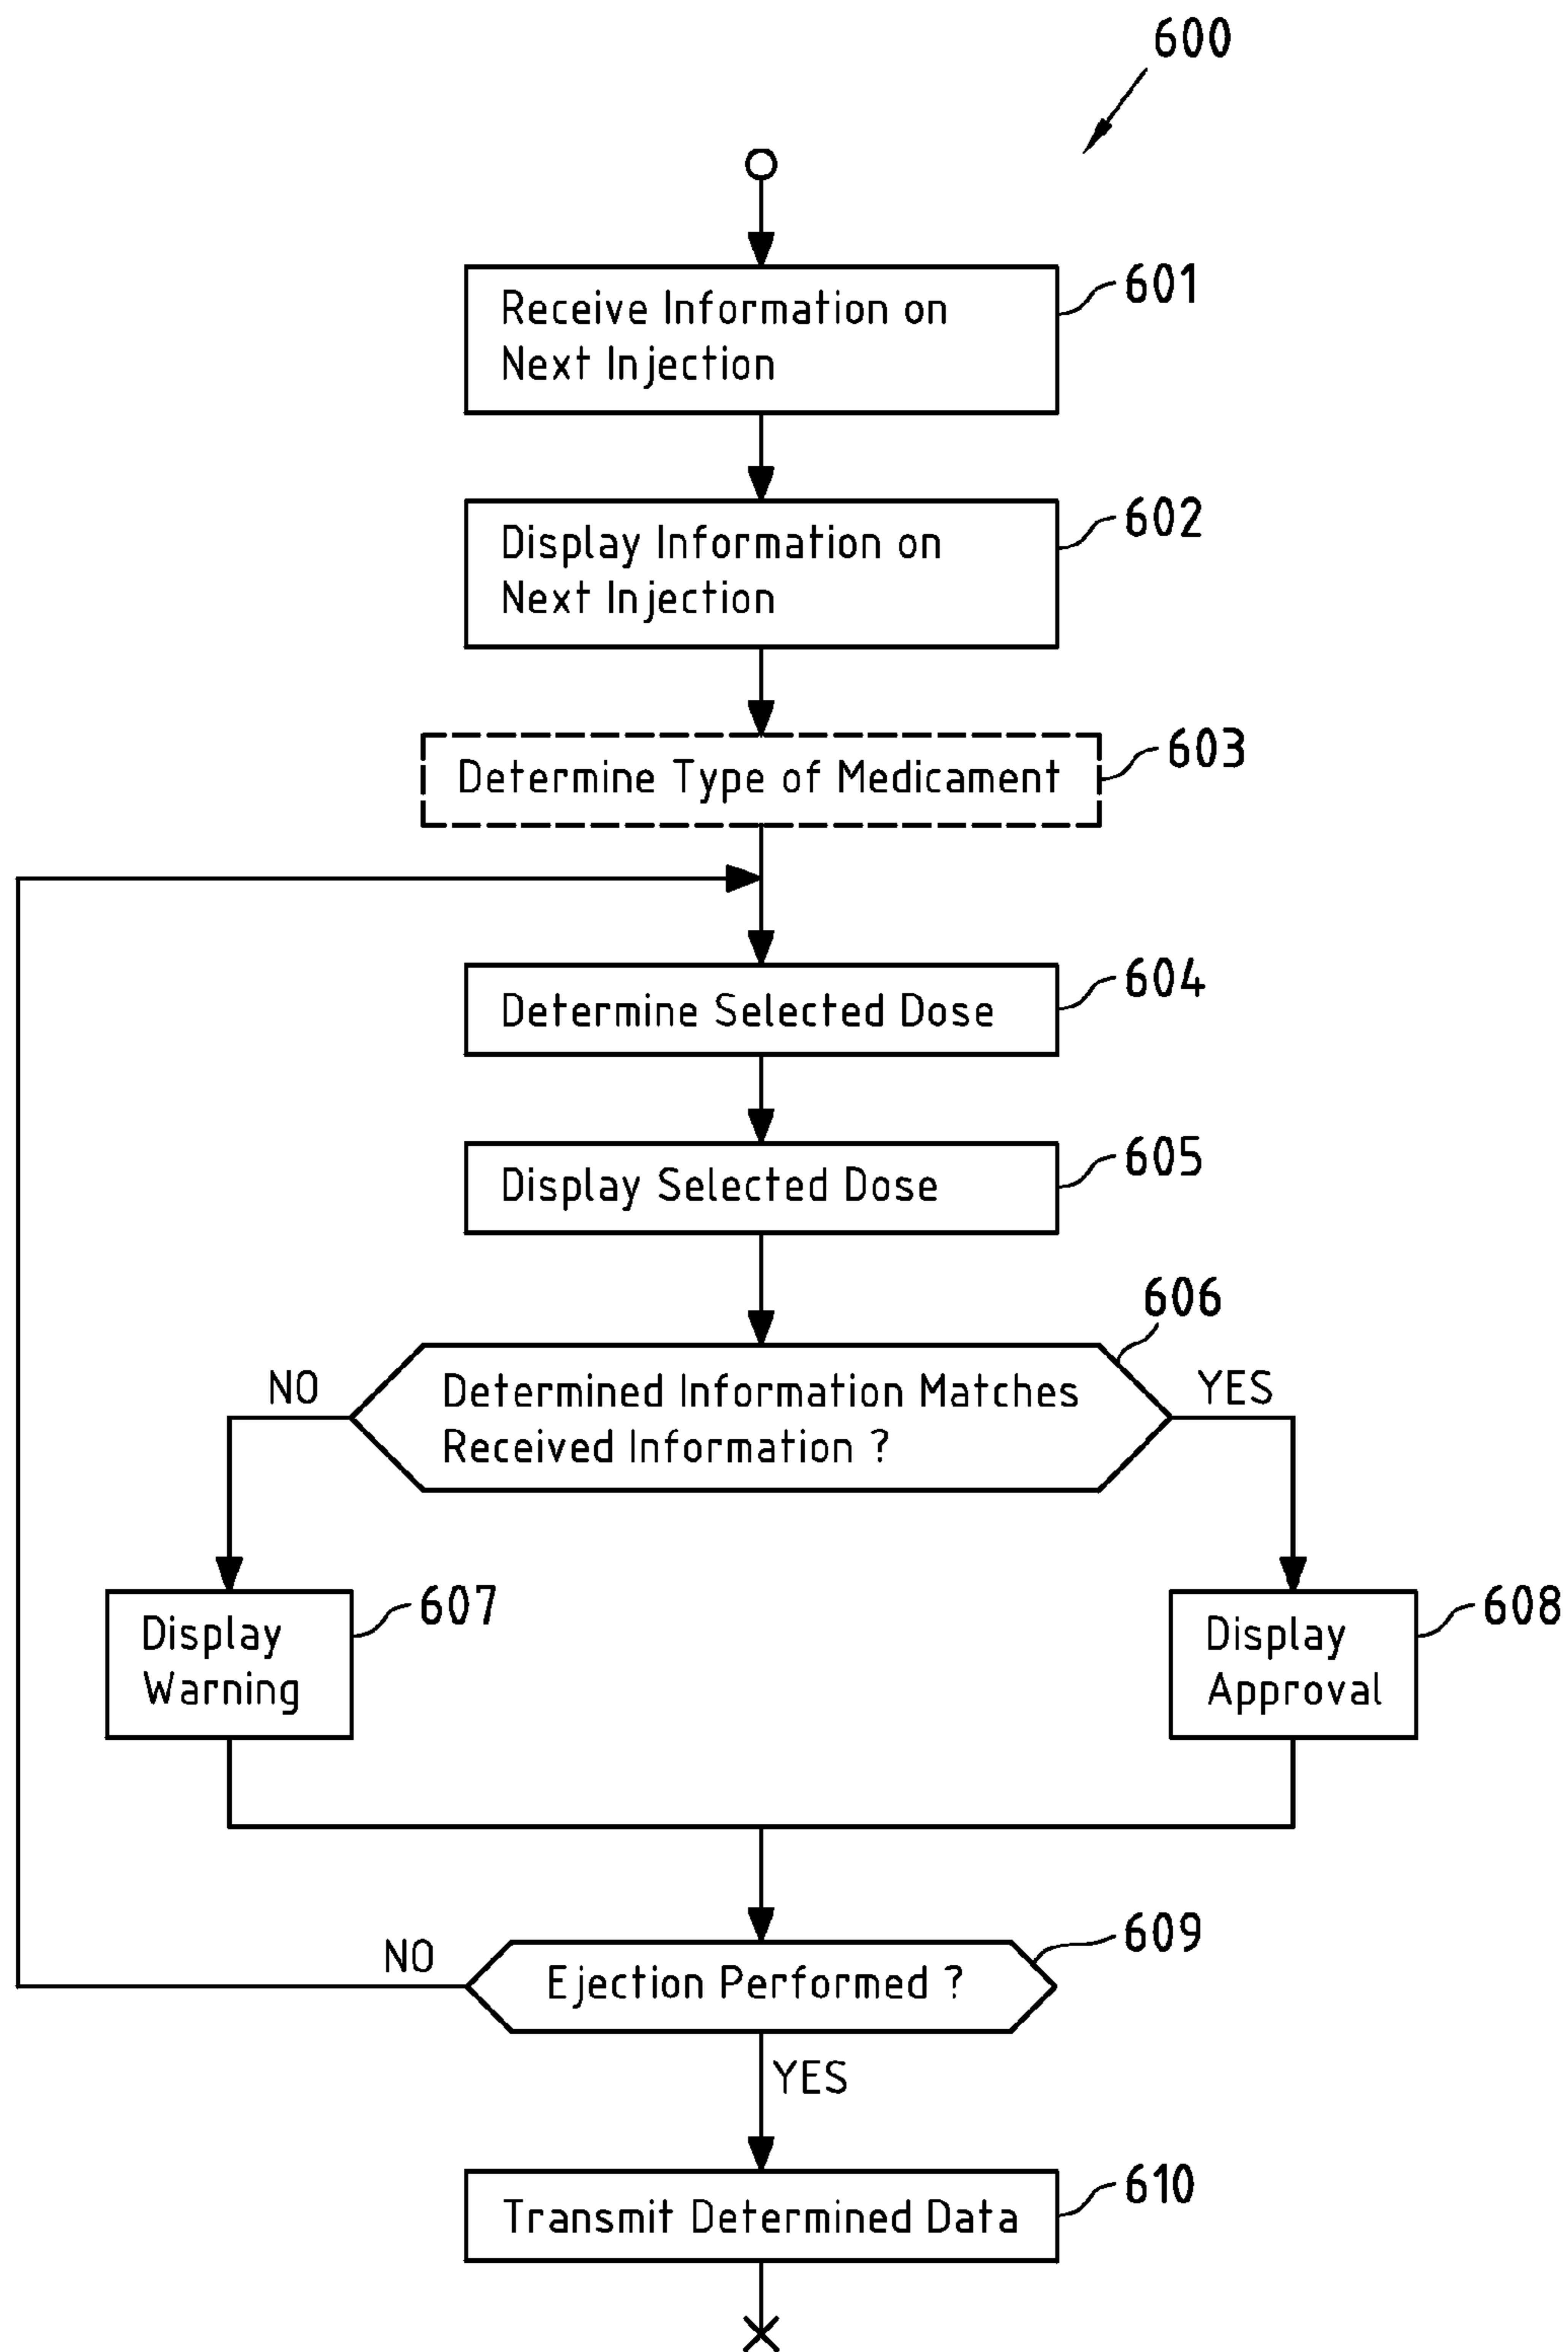 600
Receive Information on
Next Injection
601
Display Information on
Next Injection
602
Determine Type of Medicament
603
Determine Selected Dose
604
Display Selected Dose
605
606
NO
Determined Information Matches
Received Information ?
YES
Display
Warning
607
Display
Approval
608
NO
Ejection Performed ?
609
YES
Transmit Determined Data
610